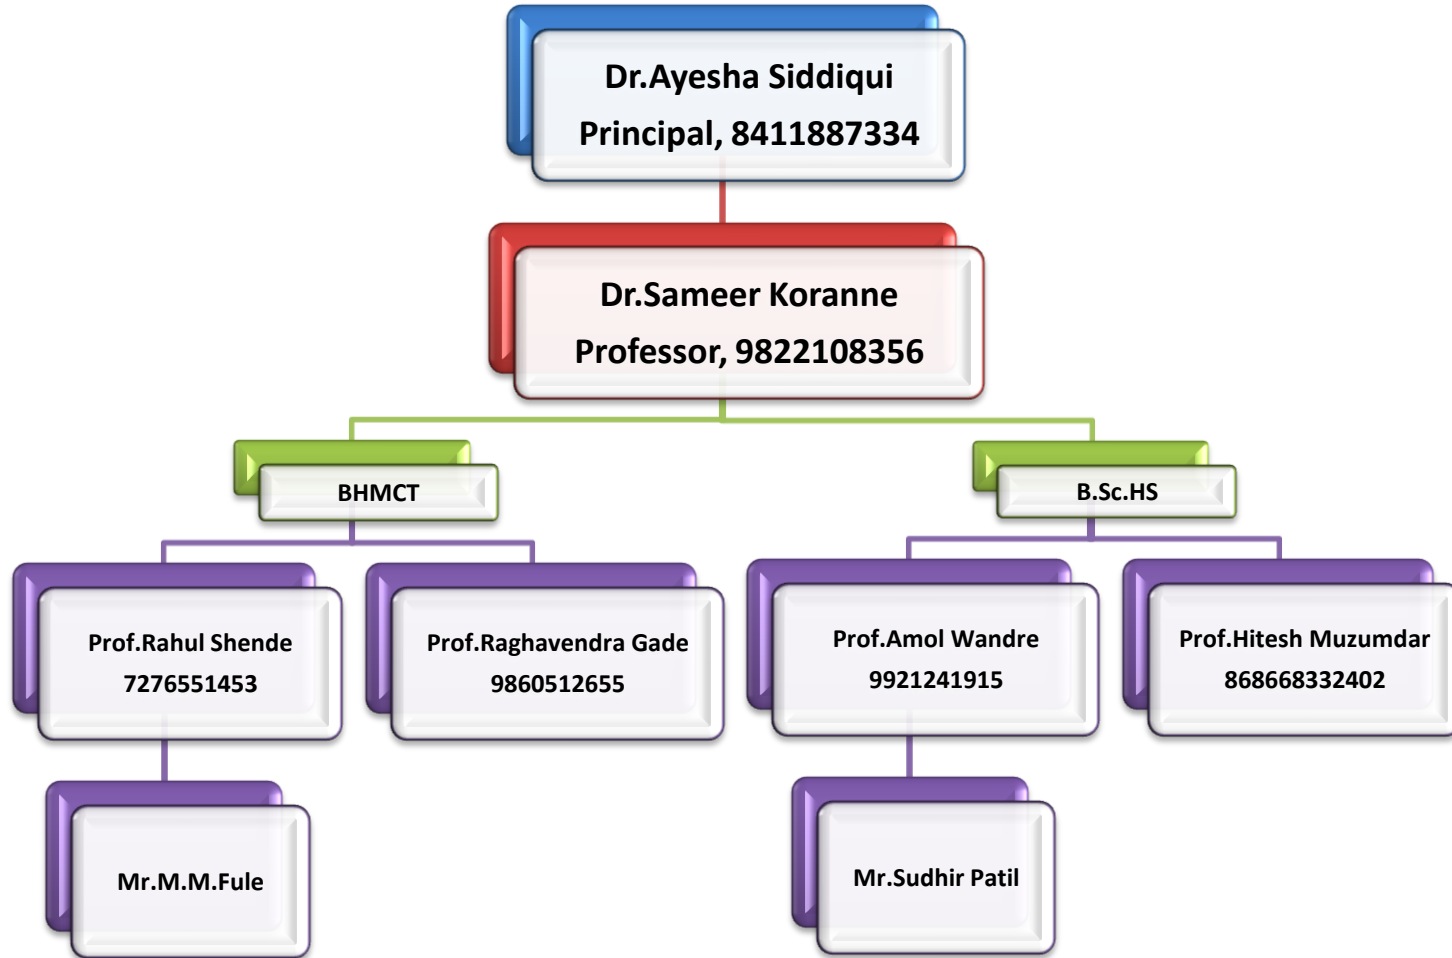 Dr.Ayesha Siddiqui
Principal, 8411887334
Dr.Sameer Koranne
Professor, 9822108356
BHMCT
B.Sc.HS
Prof.Rahul Shende
7276551453
Prof.Raghavendra Gade
9860512655
Prof.Amol Wandre
9921241915
Prof.Hitesh Muzumdar
868668332402
Mr.M.M.Fule
Mr.Sudhir Patil